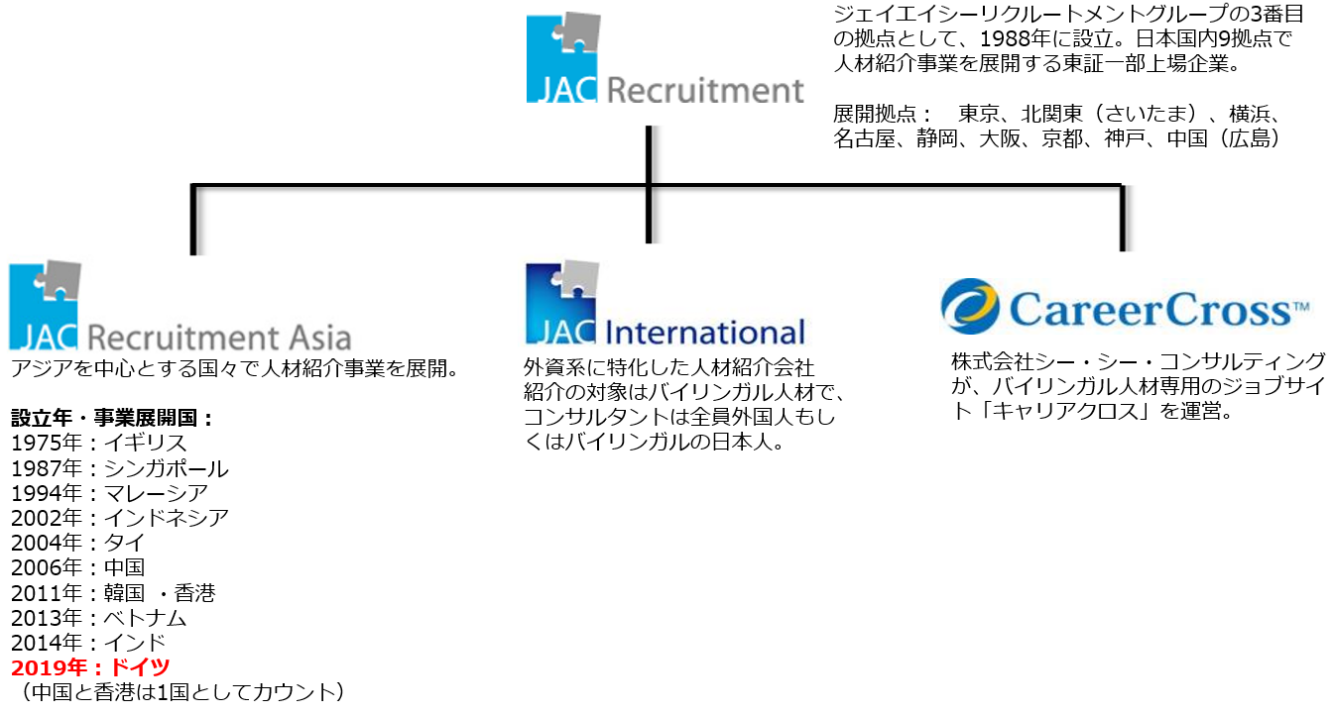 JAC Recruitment
ジェイエイシーリクルートメントグループの3番目
の拠点として、1988年に設立。日本国内9拠点で
人材紹介事業を展開する東証一部上場企業。
展開拠点：　東京、北関東（さいたま）、横浜、
名古屋、静岡、大阪、京都、神戸、中国（広島）
JAC Recruitment Asia
アジアを中心とする国々で人材紹介事業を展開。
設立年・事業展開国：
1975年：イギリス
1987年：シンガポール
1994年：マレーシア
2002年：インドネシア
2004年：タイ
2006年：中国
2011年：韓国 ・香港
2013年：ベトナム
2014年：インド
2019年：ドイツ
（中国と香港は1国としてカウント）
JAC International
外資系に特化した人材紹介会社
紹介の対象はバイリンガル人材で、
コンサルタントは全員外国人もし
くはバイリンガルの日本人。
CareerCross™
株式会社シー・シー・コンサルティング
が、バイリンガル人材専用のジョブサイ
ト「キャリアクロス」を運営。